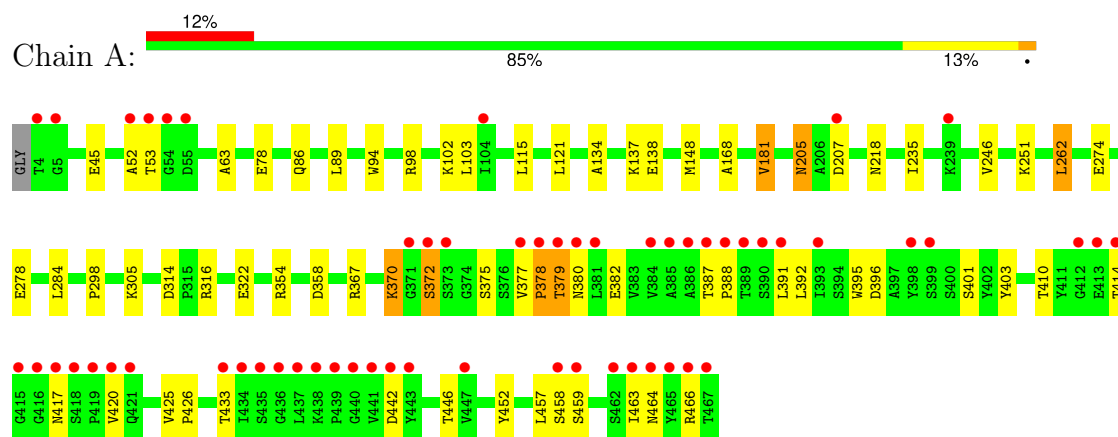 12%
Chain A:
85% 13% •
GLY T4 G5 E45 A52 T53 G54 D55 A63 E78 Q86 L89 W94 R98 K102 L103 I104 L115 L121 A134 K137 E138 M148 A168 V181 N205 A206 D207 N218 I235 K239 V246 K251 L262 E274
E278 L284 P298 K305 D314 P315 R316 E322 R354 D358 R367 K370 G371 S372 S373 G374 S375 S376 V377 P378 T379 N380 L381 E382 V383 V384 A385 A386 T387 P388 T389 S390 L391 L392 I393 S394 W395 D396 A397 Y398 S399 S400 S401 Y402 Y403 T410 Y411 G412 E413 T414
G415 G416 N417 S418 P419 V420 Q421 V425 P426 T433 I434 S435 G436 L437 K438 P439 G440 V441 D442 Y443 T446 V447 Y452 L457 S458 S459 S462 I463 N464 Y465 R466 T467